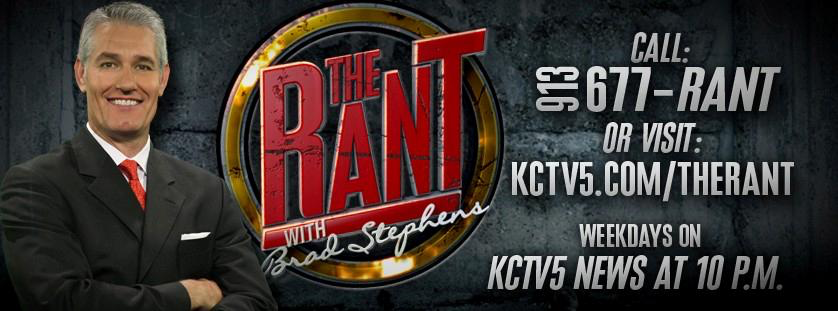 THE
RANT
WITH
Brad Stephens
CALL:
913 677-RANT
OR VISIT:
KCTV5.COM/THERANT
WEEKDAYS ON
KCTV5 NEWS AT 10 P.M.